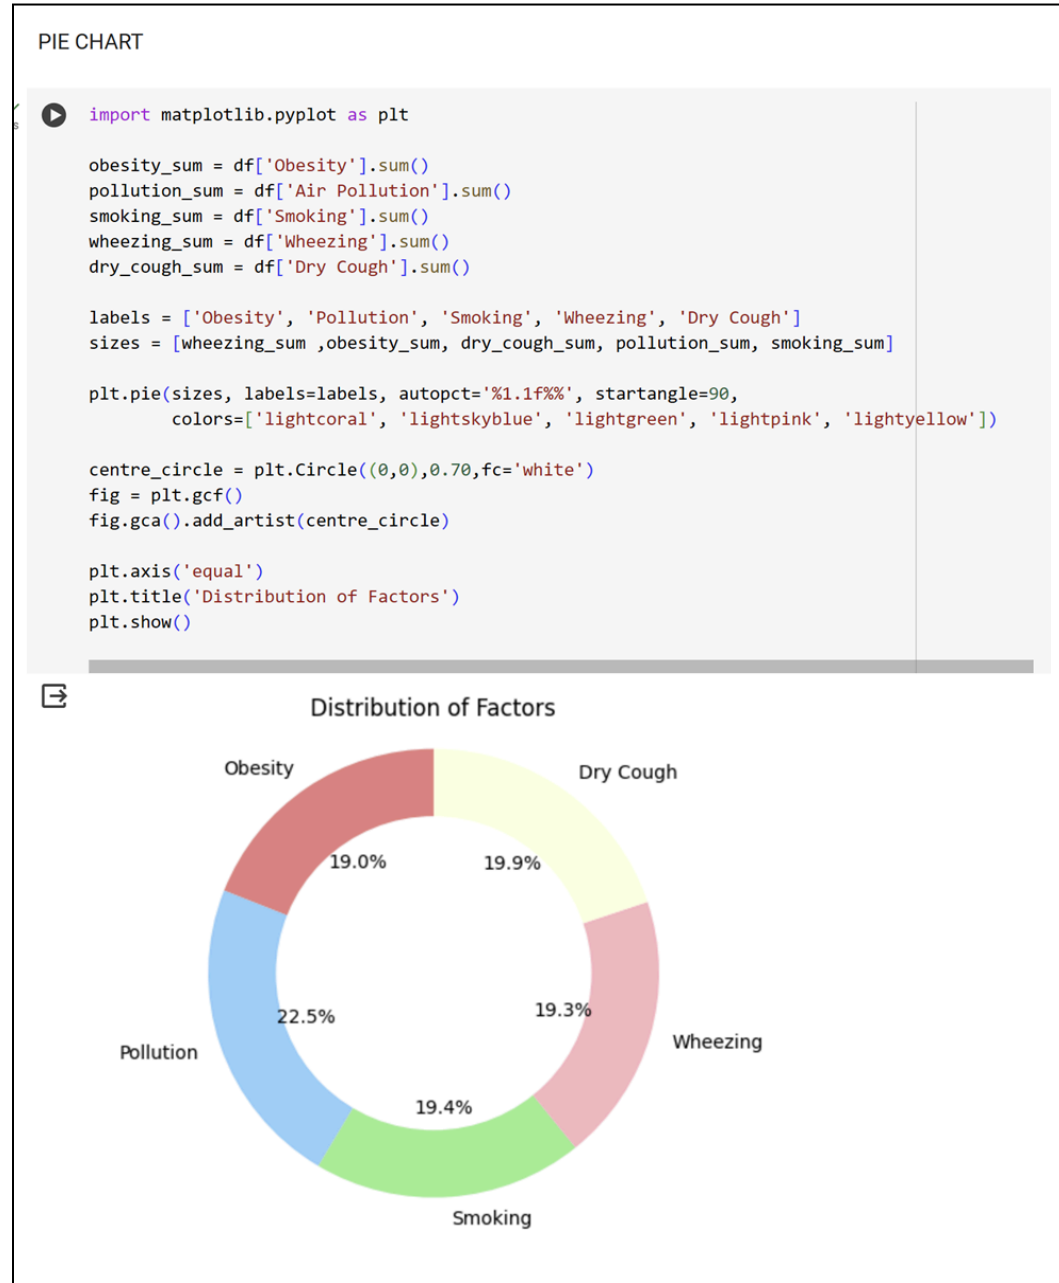 PIE CHART
s
import matplotlib.pyplot as plt
obesity_sum = df['Obesity'].sum()
pollution_sum = df['Air Pollution'].sum()
smoking_sum = df['Smoking'].sum()
wheezing_sum = df['Wheezing'].sum()
dry_cough_sum = df['Dry Cough'].sum()
labels = ['Obesity', 'Pollution', 'Smoking', 'Wheezing', 'Dry Cough']
sizes = [wheezing_sum ,obesity_sum, dry_cough_sum, pollution_sum, smoking_sum]
plt.pie(sizes, labels=labels, autopct='%1.1f%%', startangle=90,
        colors=['lightcoral', 'lightskyblue', 'lightgreen', 'lightpink', 'lightyellow'])
centre_circle = plt.Circle((0,0),0.70,fc='white')
fig = plt.gcf()
fig.gca().add_artist(centre_circle)
plt.axis('equal')
plt.title('Distribution of Factors')
plt.show()
Distribution of Factors
Obesity
Dry Cough
19.0%
19.9%
22.5%
19.3%
Pollution
Wheezing
19.4%
Smoking